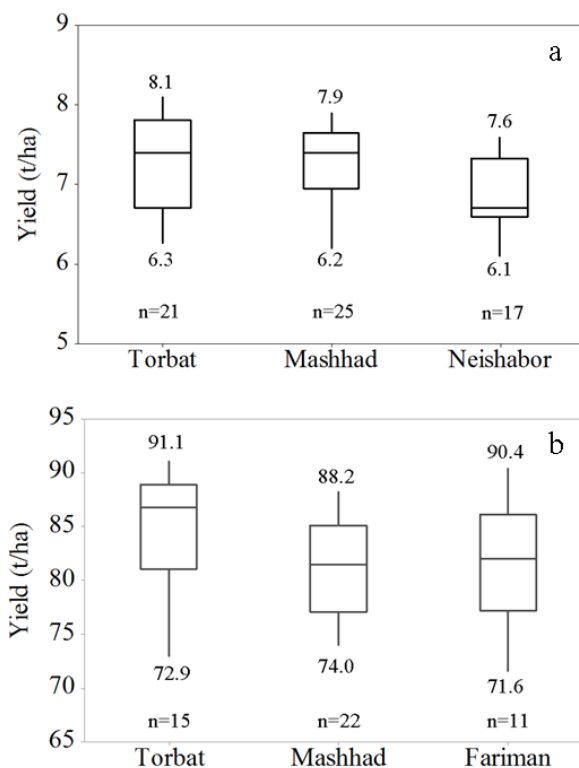 a
9
8
7
6
5
Yield (t/ha)
8.1
7.9
7.6
6.3
6.2
6.1
n=21
n=25
n=17
Torbat
Mashhad
Neishabor
b
95
90
85
80
75
70
65
Yield (t/ha)
91.1
88.2
90.4
72.9
74.0
71.6
n=15
n=22
n=11
Torbat
Mashhad
Fariman